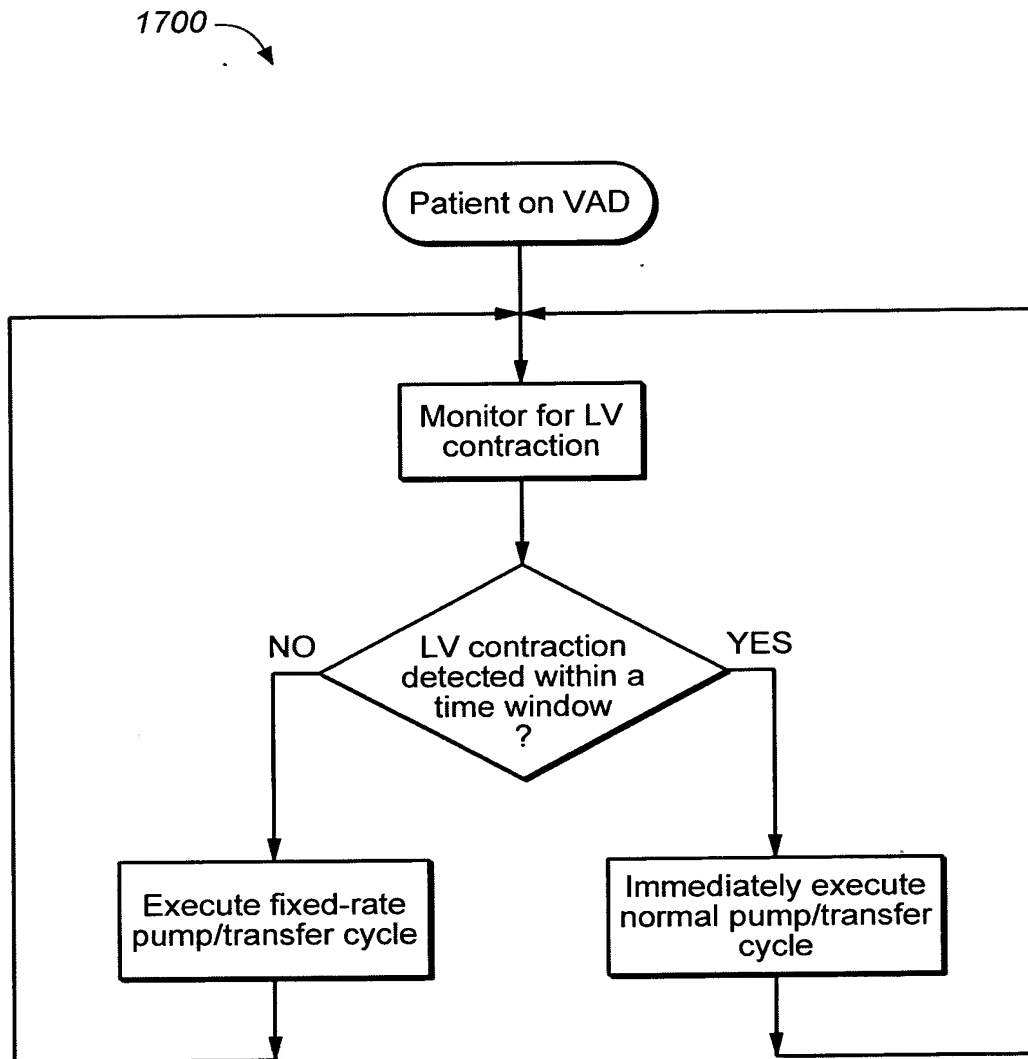 1700
Patient on VAD
Monitor for LV
contraction
NO
LV contraction
detected within a
time window
?
YES
Execute fixed-rate
pump/transfer cycle
Immediately execute
normal pump/transfer
cycle